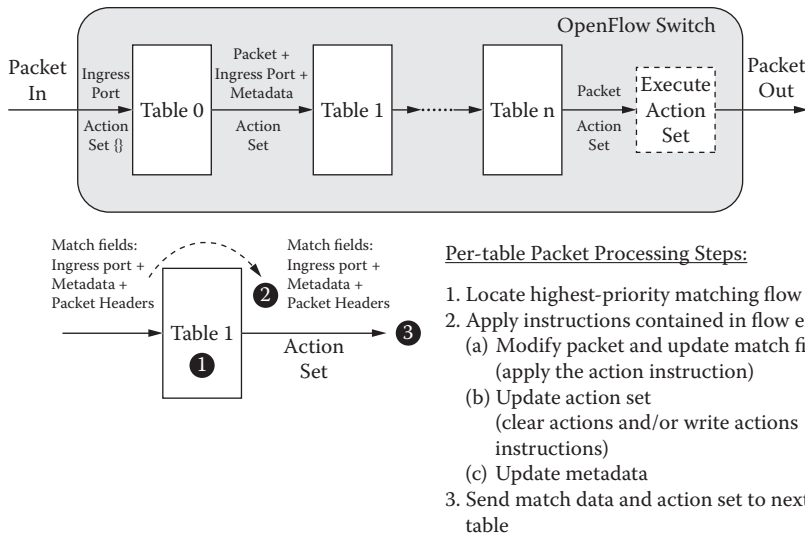 OpenFlow Switch
Packet
In
Ingress
Port
Action
Set {}
Table 0
Packet +
Ingress Port +
Metadata
Action
Set
Table 1
Table n
Packet
Action
Set
Execute
Action
Set
Packet
Out
Match fields:
Ingress port +
Metadata +
Packet Headers
Match fields:
Ingress port +
Metadata +
Packet Headers
2
Table 1
1
Action
Set
3
Per-table Packet Processing Steps:
1. Locate highest-priority matching flow
2. Apply instructions contained in flow e
(a) Modify packet and update match fi
(apply the action instruction)
(b) Update action set
(clear actions and/or write actions
instructions)
(c) Update metadata
3. Send match data and action set to next
table